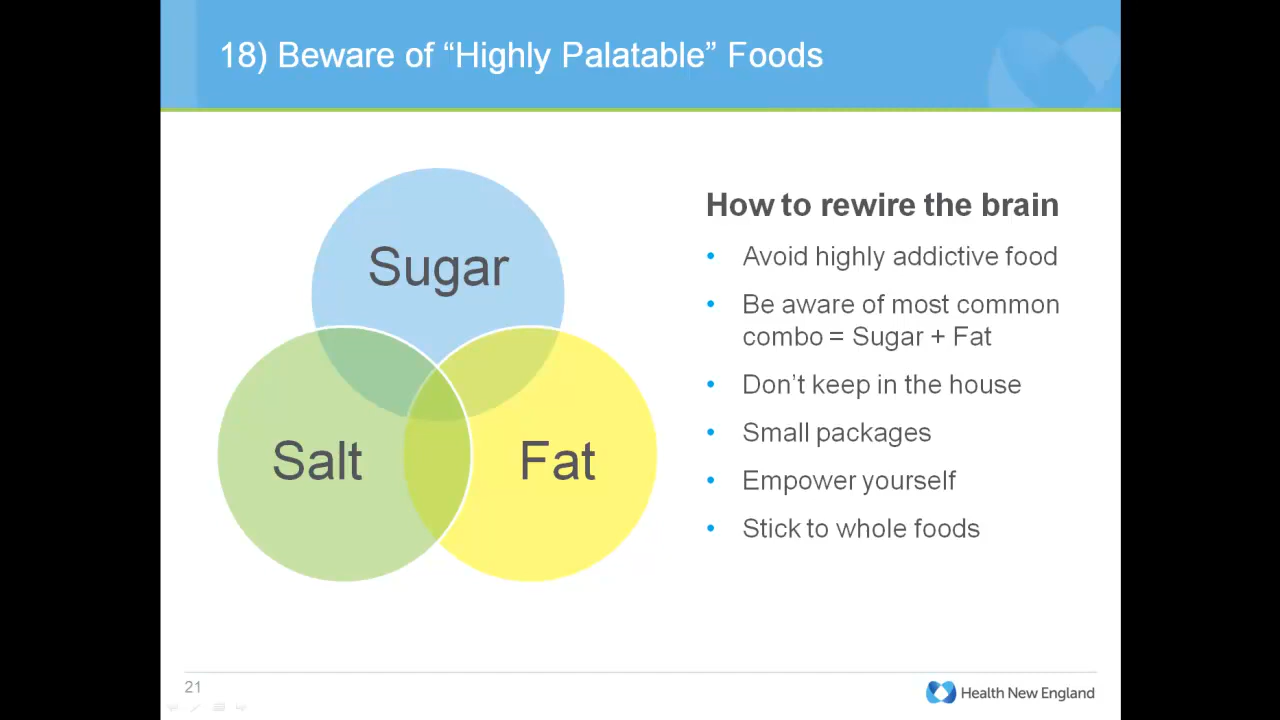 18) Beware of “Highly Palatable” Foods
Sugar
Salt
Fat
How to rewire the brain
• Avoid highly addictive food
• Be aware of most common
combo = Sugar + Fat
• Don’t keep in the house
• Small packages
• Empower yourself
• Stick to whole foods
21
Health New England